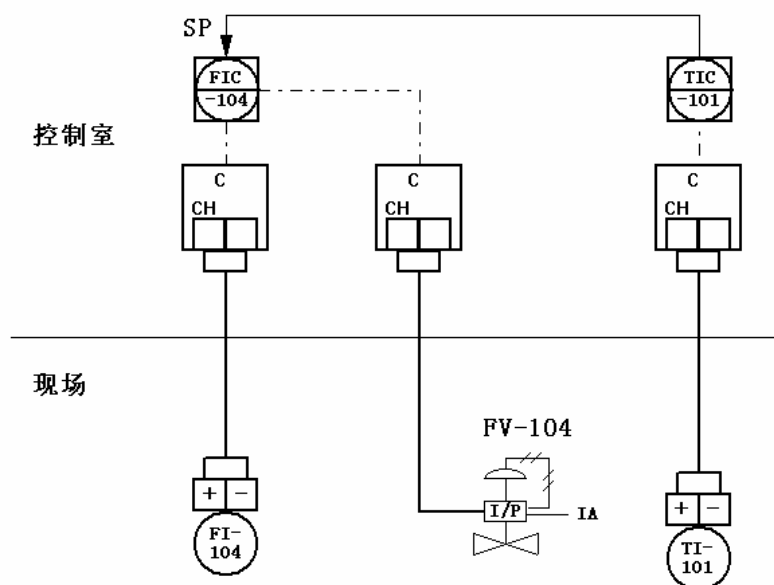 SP
FIC
-104
TIC
-101
控制室
C
CH
C
CH
C
CH
现场
FV-104
+ -
I/P
IA
+ -
FI-
104
TI-
101